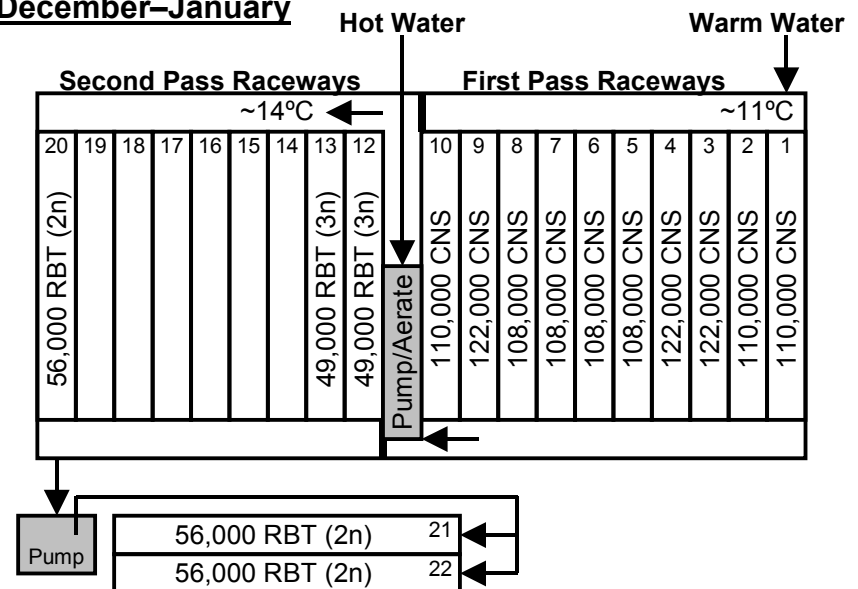 December–January
Hot Water
Warm Water
Second Pass Raceways
First Pass Raceways
~14ºC
~11ºC
20 19 18 17 16 15 14 13 12 10 9 8 7 6 5 4 3 2 1
56,000 RBT (2n)
49,000 RBT (3n)
49,000 RBT (3n)
Pump/Aerate
110,000 CNS
122,000 CNS
108,000 CNS
108,000 CNS
108,000 CNS
108,000 CNS
122,000 CNS
122,000 CNS
110,000 CNS
110,000 CNS
Pump
56,000 RBT (2n) 21
56,000 RBT (2n) 22